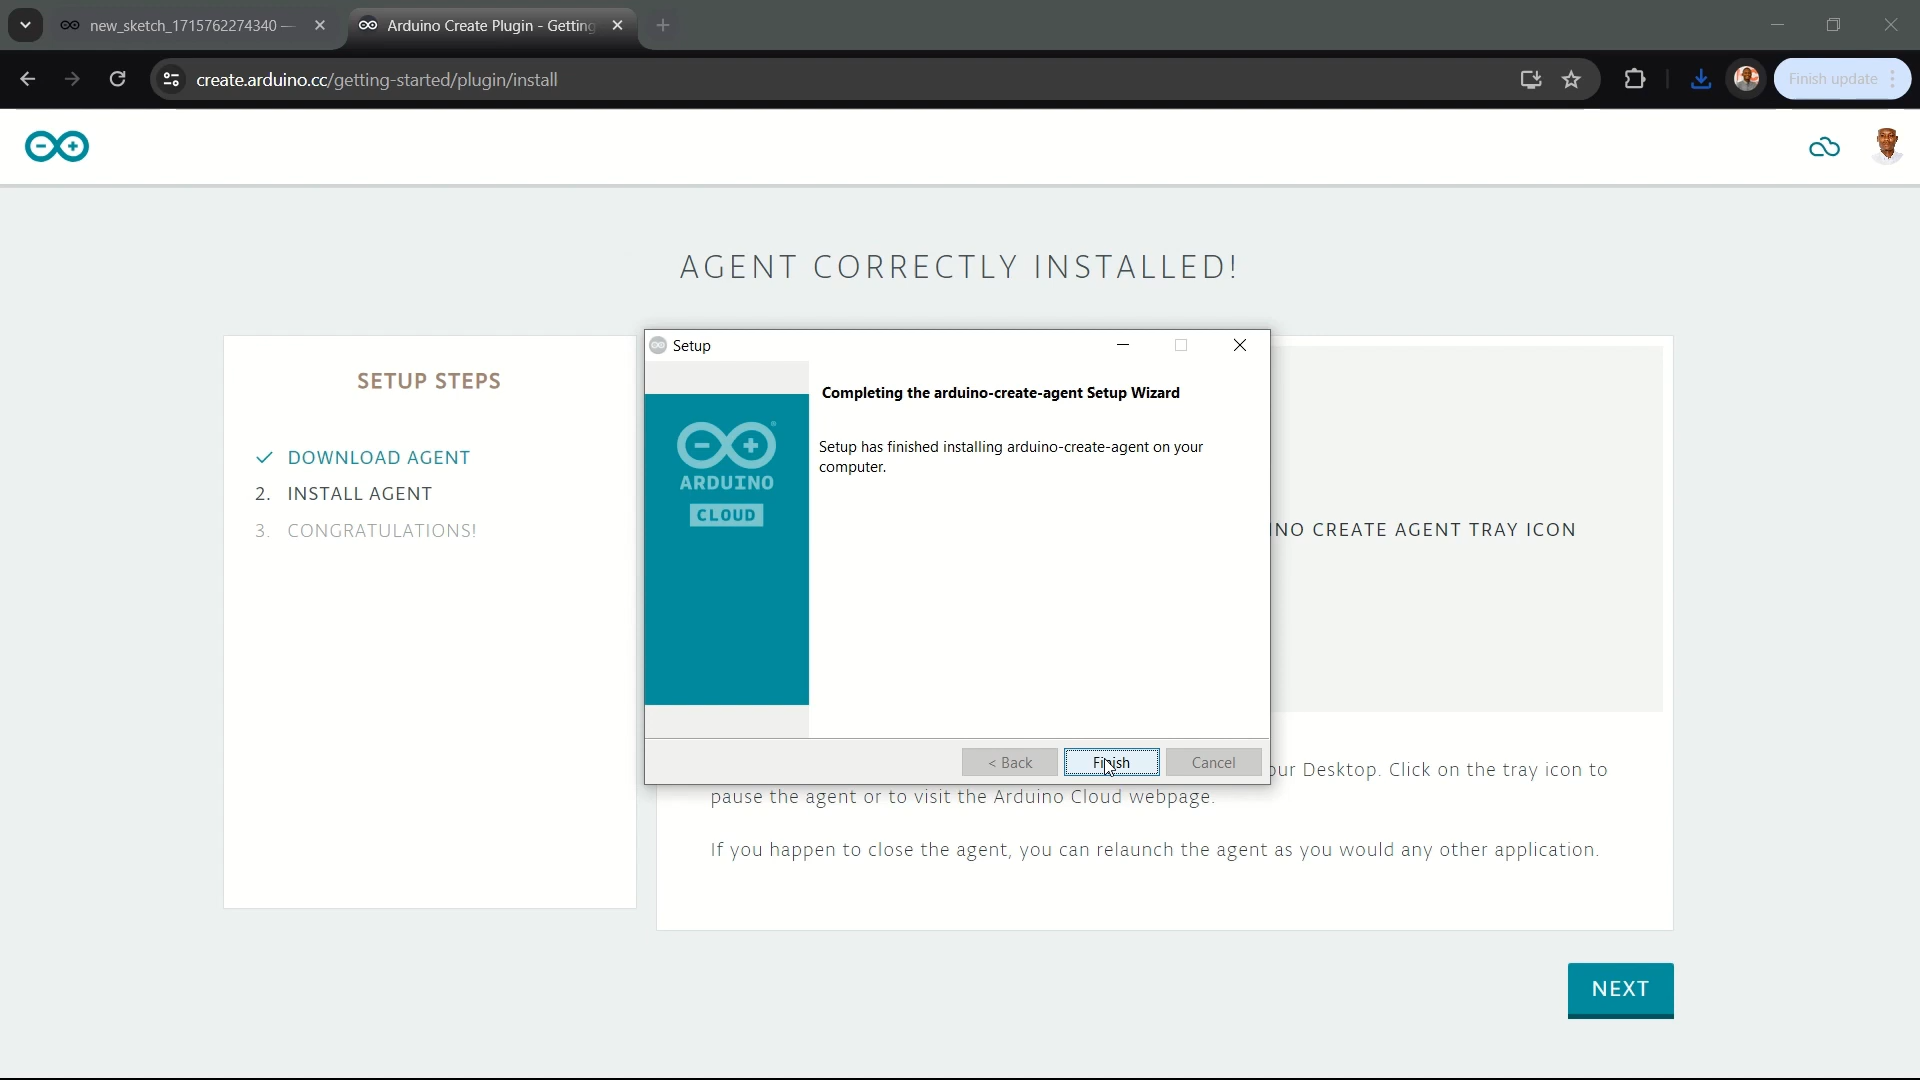 new_sketch_1715762274340 —
Arduino Create Plugin - Getting
create.arduino.cc/getting-started/plugin/install
Finish update
AGENT CORRECTLY INSTALLED!
SETUP STEPS
DOWNLOAD AGENT
2. INSTALL AGENT
3. CONGRATULATIONS!
Setup
Completing the arduino-create-agent Setup Wizard
Setup has finished installing arduino-create-agent on your
computer.
ARDUINO
CLOUD
< Back
Finish
Cancel
CREATE AGENT TRAY ICON
Desktop. Click on the tray icon to
pause the agent or to visit the Arduino Cloud webpage.
If you happen to close the agent, you can relaunch the agent as you would any other application.
NEXT